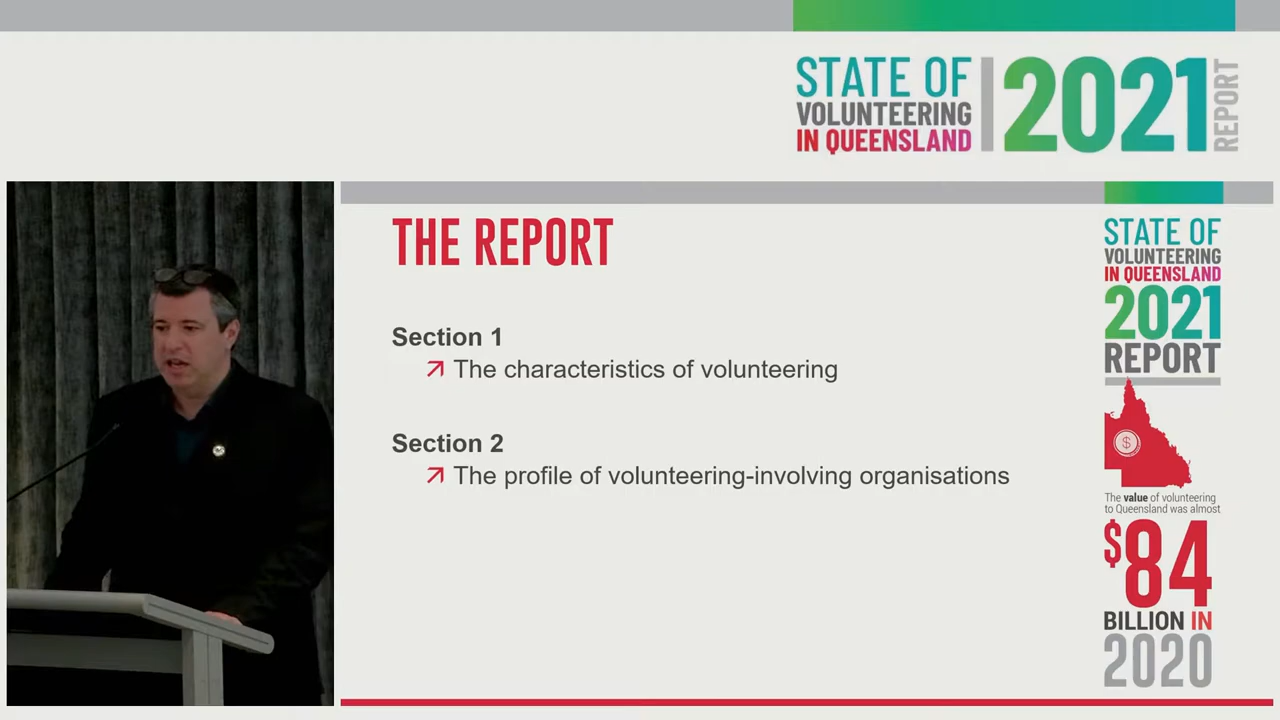 STATE OF
VOLUNTEERING
IN QUEENSLAND
2021
REPORT
THE REPORT
Section 1
The characteristics of volunteering
Section 2
The profile of volunteering-involving organisations
STATE OF
VOLUNTEERING
IN QUEENSLAND
2021
REPORT
$
The value of volunteering
to Queensland was almost
$84
BILLION IN
2020